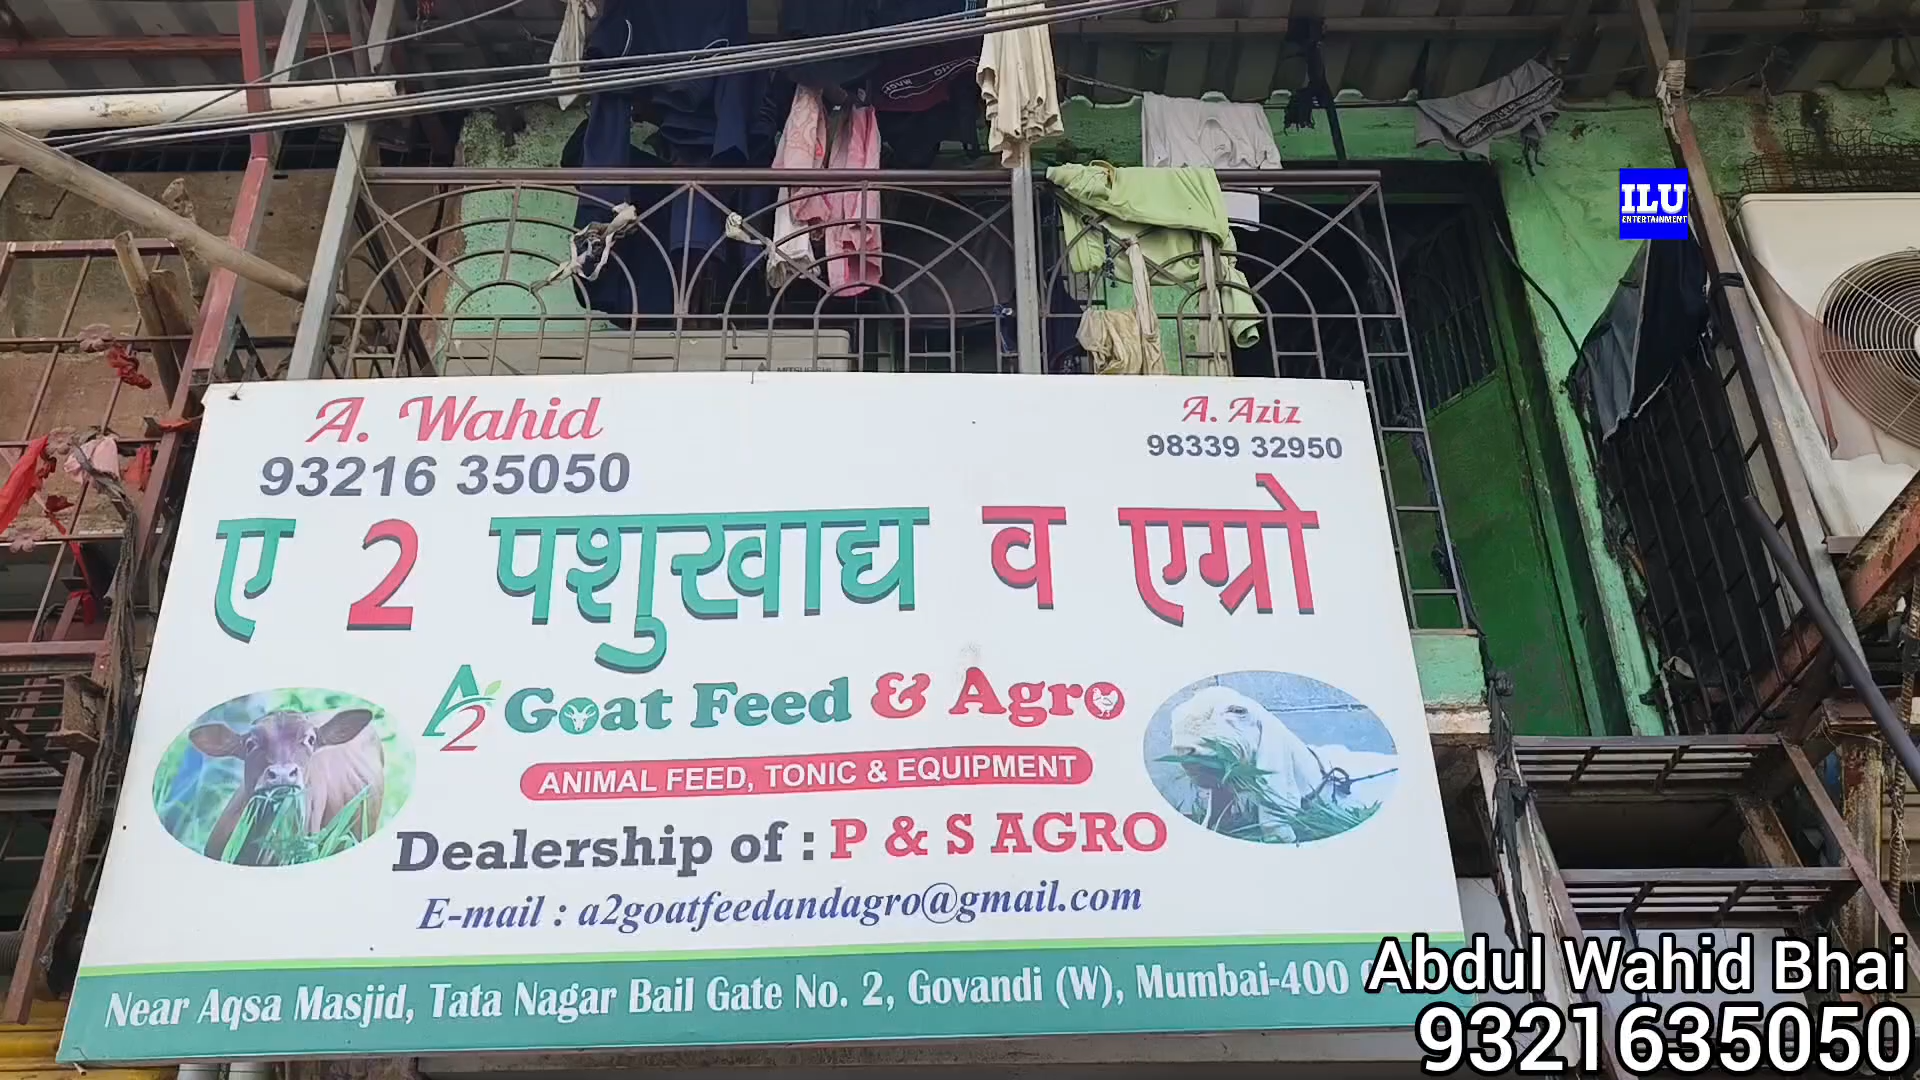 ILU
ENTERTAINMENT
MITSUBISHI
A. Wahid
93216 35050
A. Aziz
98339 32950
ए 2 पशुखाद्य व एग्रो
A2 Goat Feed & Agro
ANIMAL FEED, TONIC & EQUIPMENT
Dealership of : P & S AGRO
E-mail : a2goatfeedandagro@gmail.com
Near Aqsa Masjid, Tata Nagar Bail Gate No. 2, Govandi (W), Mumbai-400
Abdul Wahid Bhai
9321635050